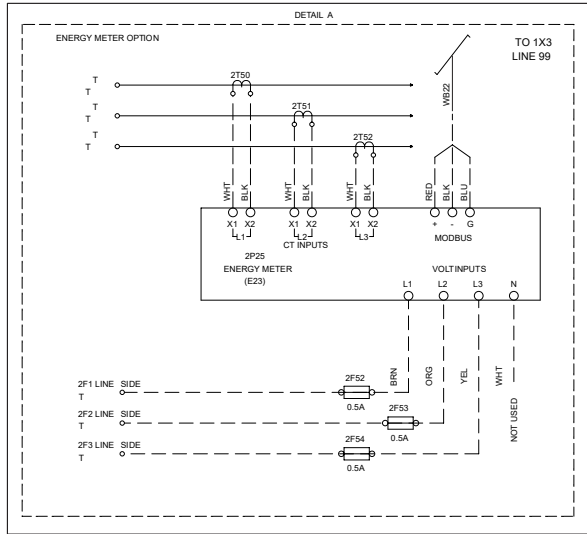 DETAIL A
ENERGY METER OPTION
TO 1X3
LINE 99
T
T
2T50
WB22
T
T
2T51
T
T
2T52
WHT
BLK
WHT
BLK
WHT
BLK
RED
BLK
BLU
X1 X2 X1 X2 X1 X2 + - G
L1 L2 L3 MODBUS
CT INPUTS
2P25
ENERGY METER
(E23)
VOLT INPUTS
L1 L2 L3 N
BRN
ORG
YEL
WHT
NOT USED
2F1 LINE SIDE
T
2F52
0.5A
2F2 LINE SIDE
T
2F53
0.5A
2F3 LINE SIDE
T
2F54
0.5A